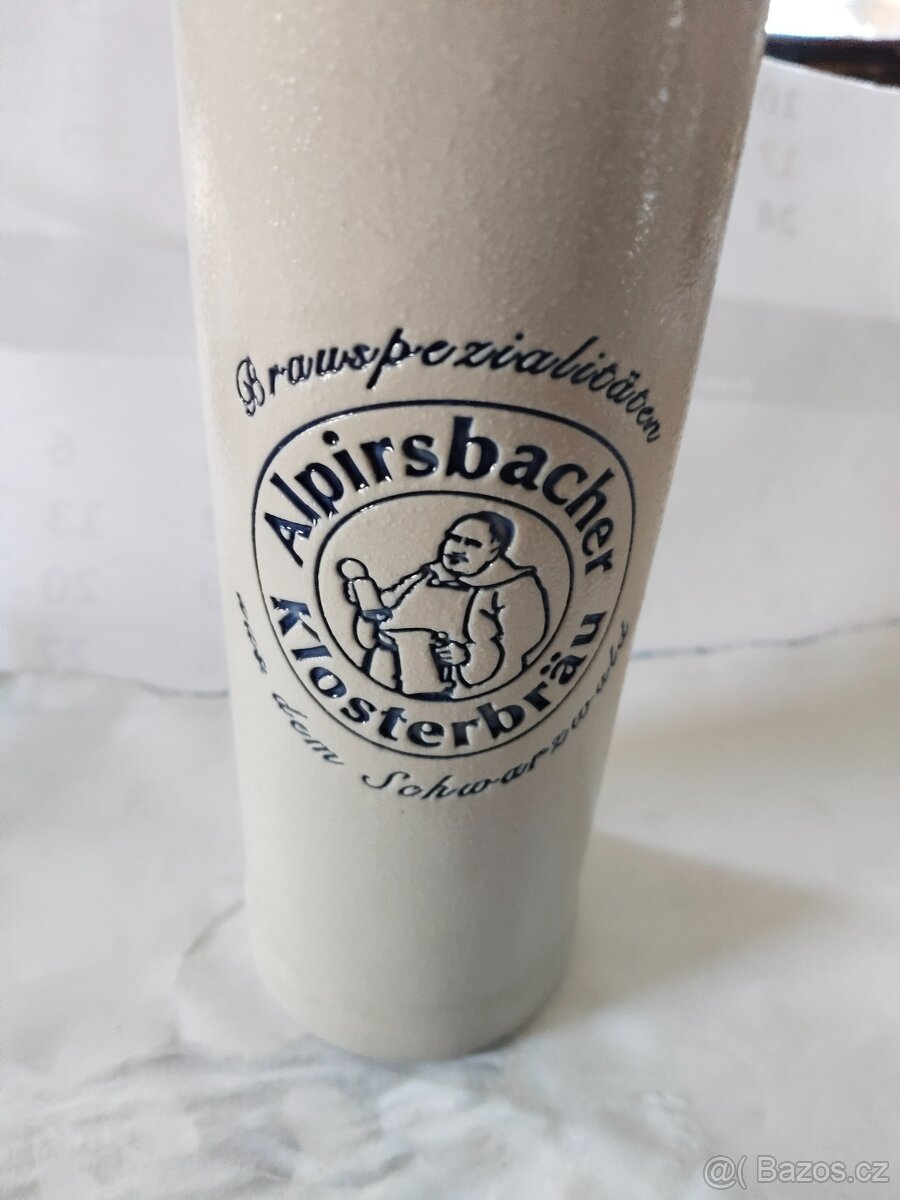 Brauspezialitäten
Alpirsbacher
Klosterbräu
aus dem Schwarzwald
@( Bazos.cz